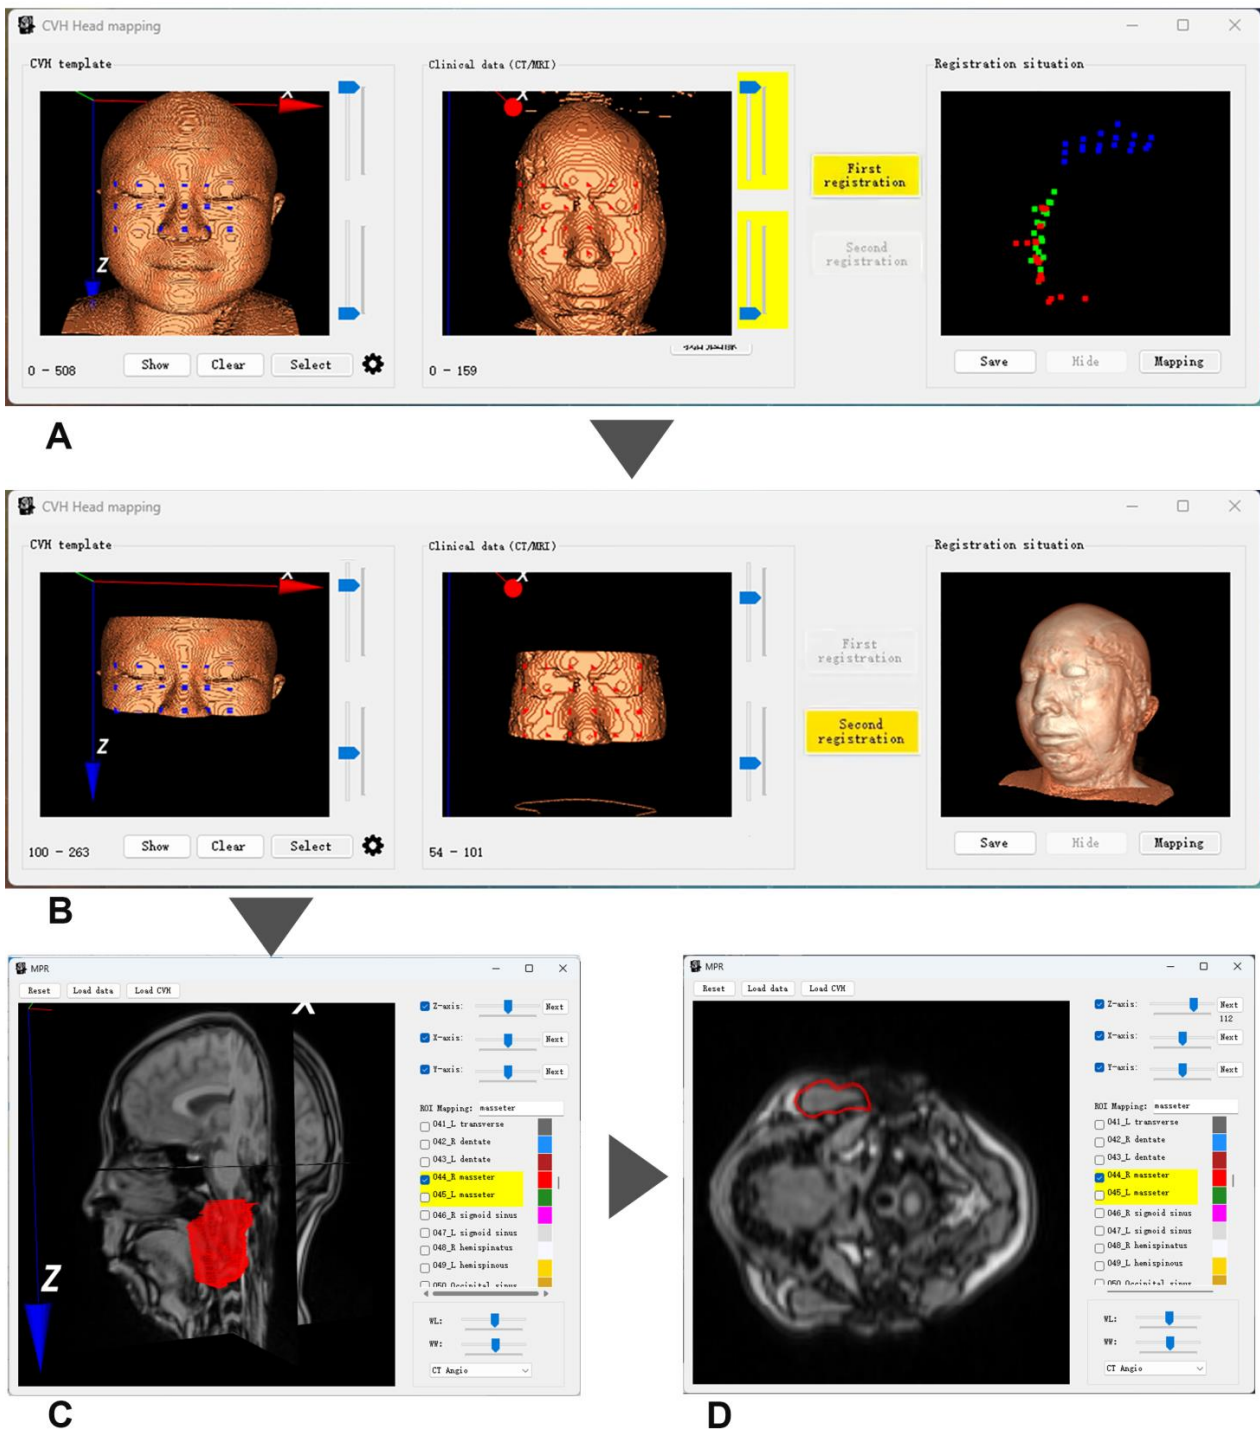 CVH Head mapping
CVH template
Clinical data (CT/MRI)
Registration situation
X
X
Z
First
registration
Second
registration
0 - 508
Show
Clear
Select
0 - 159
Save
Hide
Mapping
A
CVH Head mapping
CVH template
Clinical data (CT/MRI)
Registration situation
X
X
Z
First
registration
Second
registration
100 - 263
Show
Clear
Select
54 - 101
Save
Hide
Mapping
B
MPR
Reset
Load data
Load CVH
X
Z
Z-axis:
Next
X-axis:
Next
Y-axis:
Next
ROI Mapping:
masseter
041_L transverse
042_R dentate
043_L dentate
044_R masseter
045_L masseter
046_R sigmoid sinus
047_L sigmoid sinus
048_R hemispinatus
049_L hemispinous
050 Occipital sinus
WL:
WW:
CT Angio
C
MPR
Reset
Load data
Load CVH
Z-axis:
Next
112
X-axis:
Next
Y-axis:
Next
ROI Mapping:
masseter
041_L transverse
042_R dentate
043_L dentate
044_R masseter
045_L masseter
046_R sigmoid sinus
047_L sigmoid sinus
048_R hemispinatus
049_L hemispinous
050 Occipital sinus
WL:
WW:
CT Angio
D